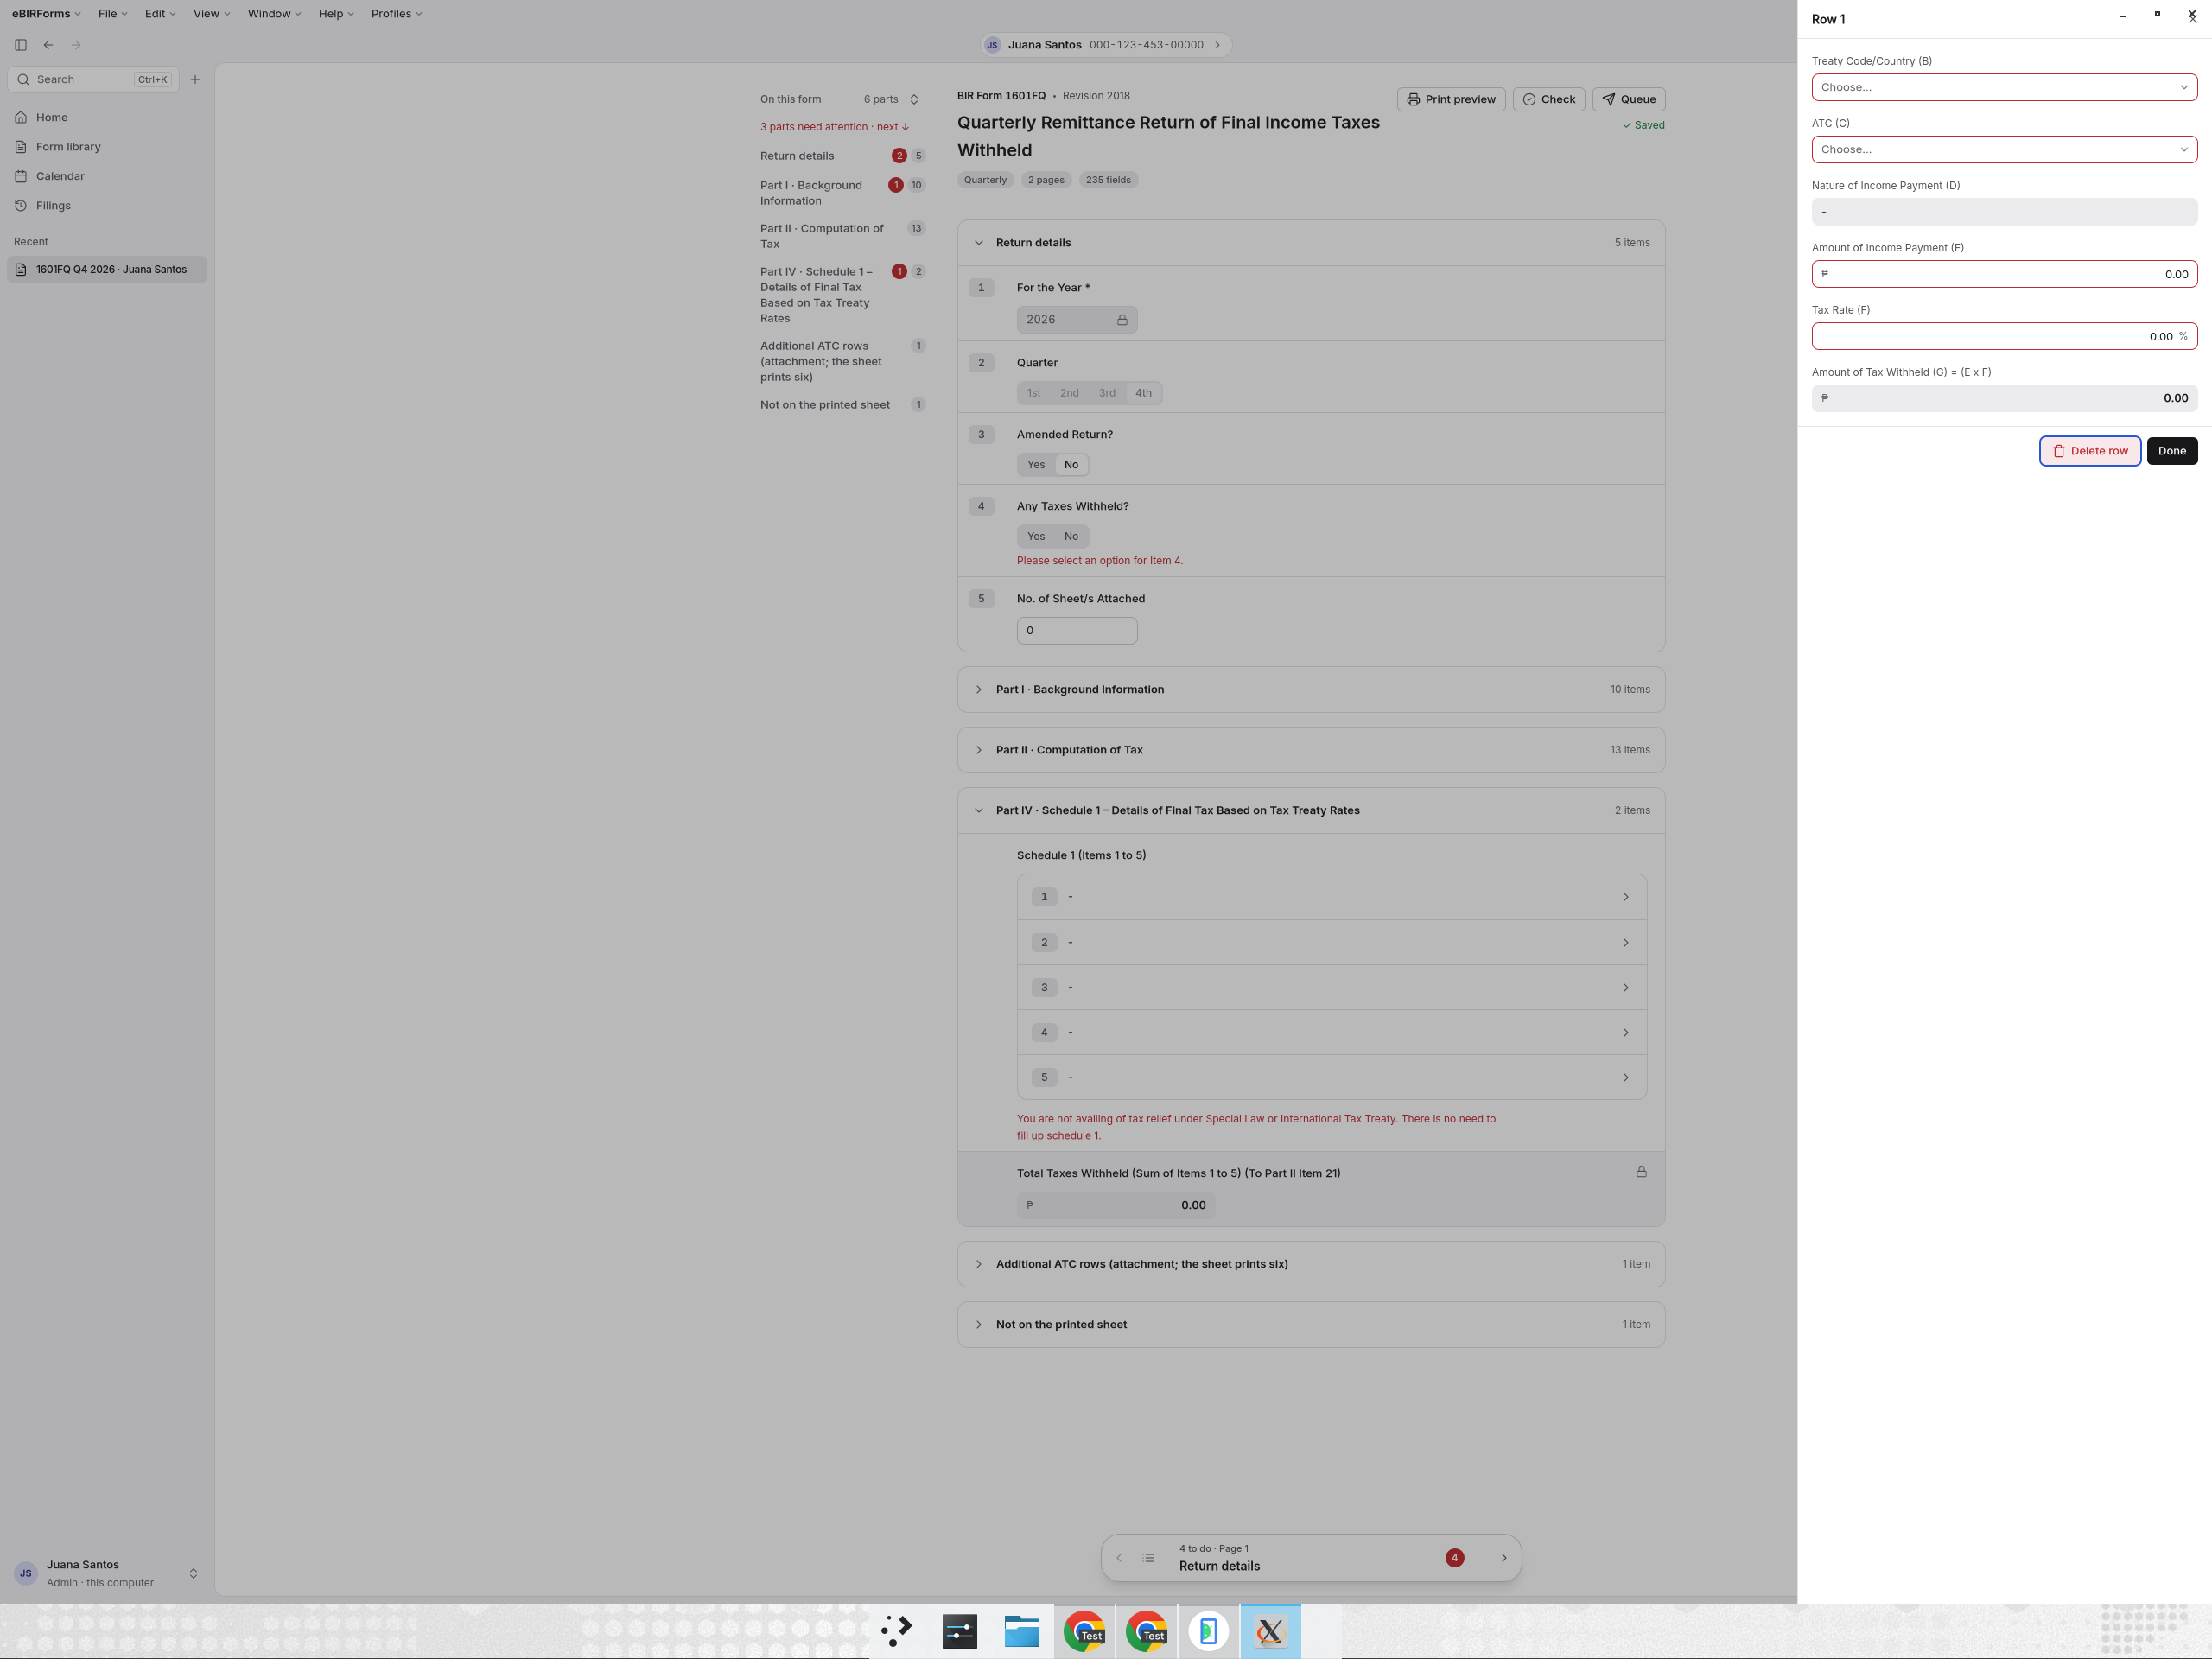 eBIRForms File Edit View Window Help Profiles
JS Juana Santos 000-123-453-00000
Search Ctrl+K
Home
Form library
Calendar
Filings
Recent
1601FQ Q4 2026 · Juana Santos
JS Juana Santos
Admin · this computer
On this form 6 parts
3 parts need attention · next ↓
Return details 2 5
Part I · Background 1 10
Information
Part II · Computation of 13
Tax
Part IV · Schedule 1 – 1 2
Details of Final Tax
Based on Tax Treaty
Rates
Additional ATC rows 1
(attachment; the sheet
prints six)
Not on the printed sheet 1
BIR Form 1601FQ • Revision 2018
Print preview Check Queue
Quarterly Remittance Return of Final Income Taxes
Withheld
✓ Saved
Quarterly 2 pages 235 fields
Return details 5 items
1 For the Year *
2026
2 Quarter
1st 2nd 3rd 4th
3 Amended Return?
Yes No
4 Any Taxes Withheld?
Yes No
Please select an option for Item 4.
5 No. of Sheet/s Attached
0
Part I · Background Information 10 items
Part II · Computation of Tax 13 items
Part IV · Schedule 1 – Details of Final Tax Based on Tax Treaty Rates 2 items
Schedule 1 (Items 1 to 5)
1 -
2 -
3 -
4 -
5 -
You are not availing of tax relief under Special Law or International Tax Treaty. There is no need to
fill up schedule 1.
Total Taxes Withheld (Sum of Items 1 to 5) (To Part II Item 21)
₱ 0.00
Additional ATC rows (attachment; the sheet prints six) 1 item
Not on the printed sheet 1 item
4 to do · Page 1
Return details
4
Row 1
Treaty Code/Country (B)
Choose...
ATC (C)
Choose...
Nature of Income Payment (D)
-
Amount of Income Payment (E)
₱ 0.00
Tax Rate (F)
0.00 %
Amount of Tax Withheld (G) = (E x F)
₱ 0.00
Delete row Done
Test Test